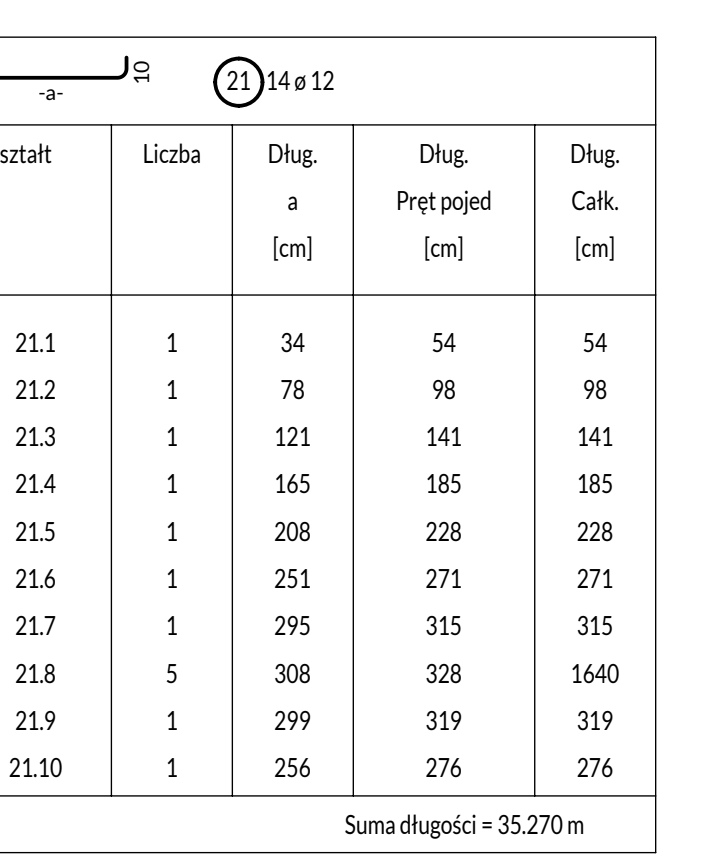 10
-a-
21 14 ø 12
ształt Liczba Dług. Dług. Dług.
a Pręt pojed Całk.
[cm] [cm] [cm]
21.1 1 34 54 54
21.2 1 78 98 98
21.3 1 121 141 141
21.4 1 165 185 185
21.5 1 208 228 228
21.6 1 251 271 271
21.7 1 295 315 315
21.8 5 308 328 1640
21.9 1 299 319 319
21.10 1 256 276 276
Suma długości = 35.270 m